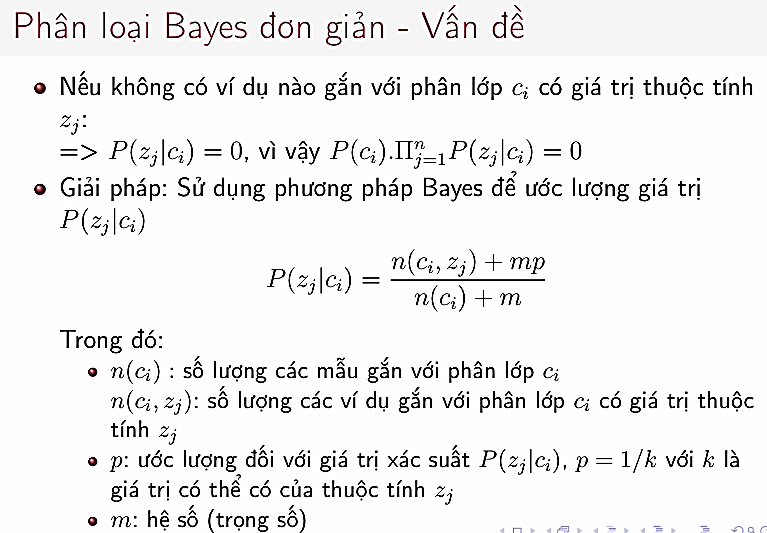 Phân loại Bayes đơn giản - Vấn đề
Nếu không có ví dụ nào gắn với phân lớp c_i có giá trị thuộc tính
z_j:
=> P(z_j|c_i) = 0, vì vậy P(c_i).Π_{j=1}^n P(z_j|c_i) = 0
Giải pháp: Sử dụng phương pháp Bayes để ước lượng giá trị
P(z_j|c_i)
P(z_j|c_i) = \frac{n(c_i, z_j) + mp}{n(c_i) + m}
Trong đó:
n(c_i) : số lượng các mẫu gắn với phân lớp c_i
n(c_i, z_j): số lượng các ví dụ gắn với phân lớp c_i có giá trị thuộc
tính z_j
p: ước lượng đối với giá trị xác suất P(z_j|c_i), p = 1/k với k là
giá trị có thể có của thuộc tính z_j
m: hệ số (trọng số)